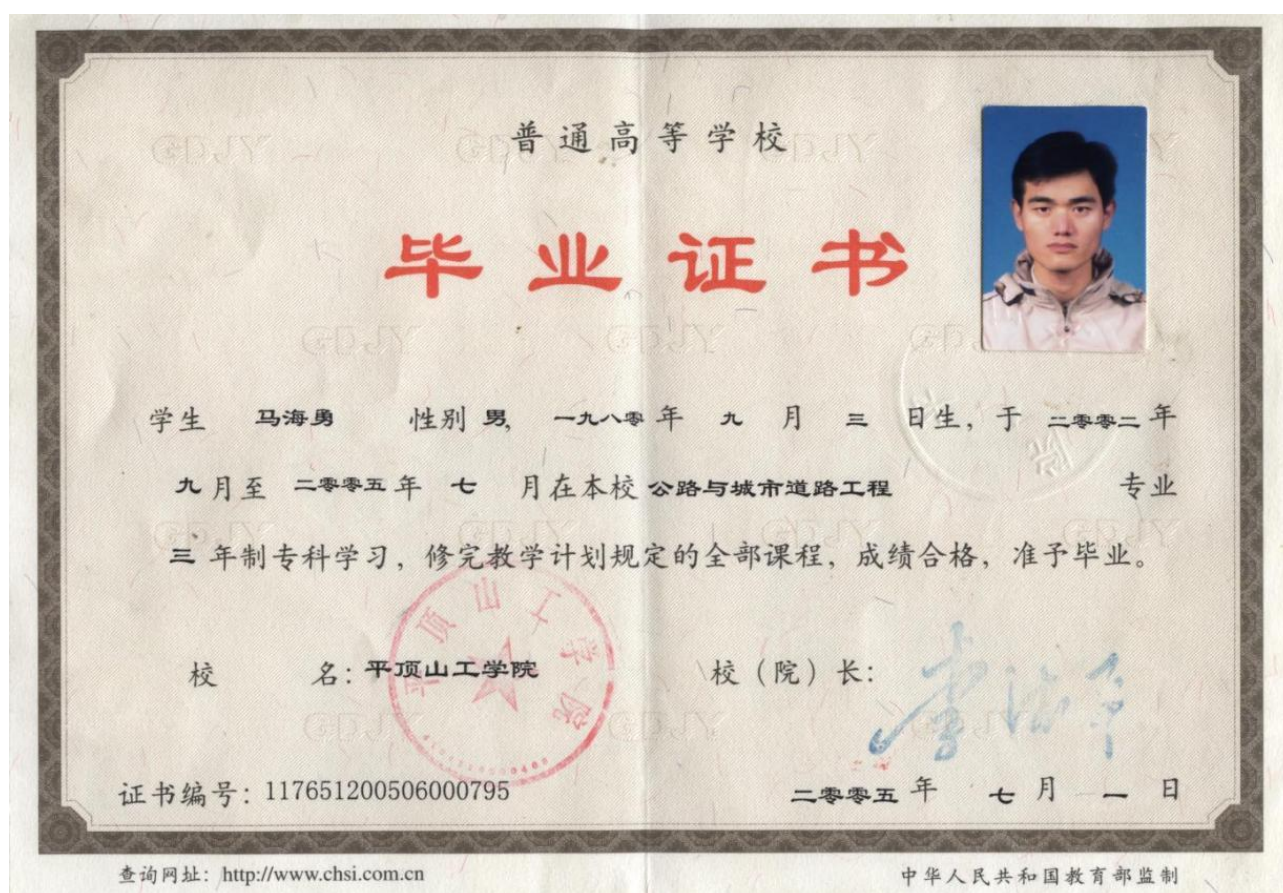 普通高等学校
毕业证书
学生 马海勇 性别 男, 一九八零年 九 月 三 日生, 于 二零零二年
九月至 二零零五年 七 月在本校 公路与城市道路工程 专业
三 年制专科学习, 修完教学计划规定的全部课程, 成绩合格, 准予毕业。
校 名: 平顶山工学院 校（院）长:
平顶山工学院
证书编号: 117651200506000795 二零零五年 七月 一 日
查询网址: http://www.chsi.com.cn 中华人民共和国教育部监制